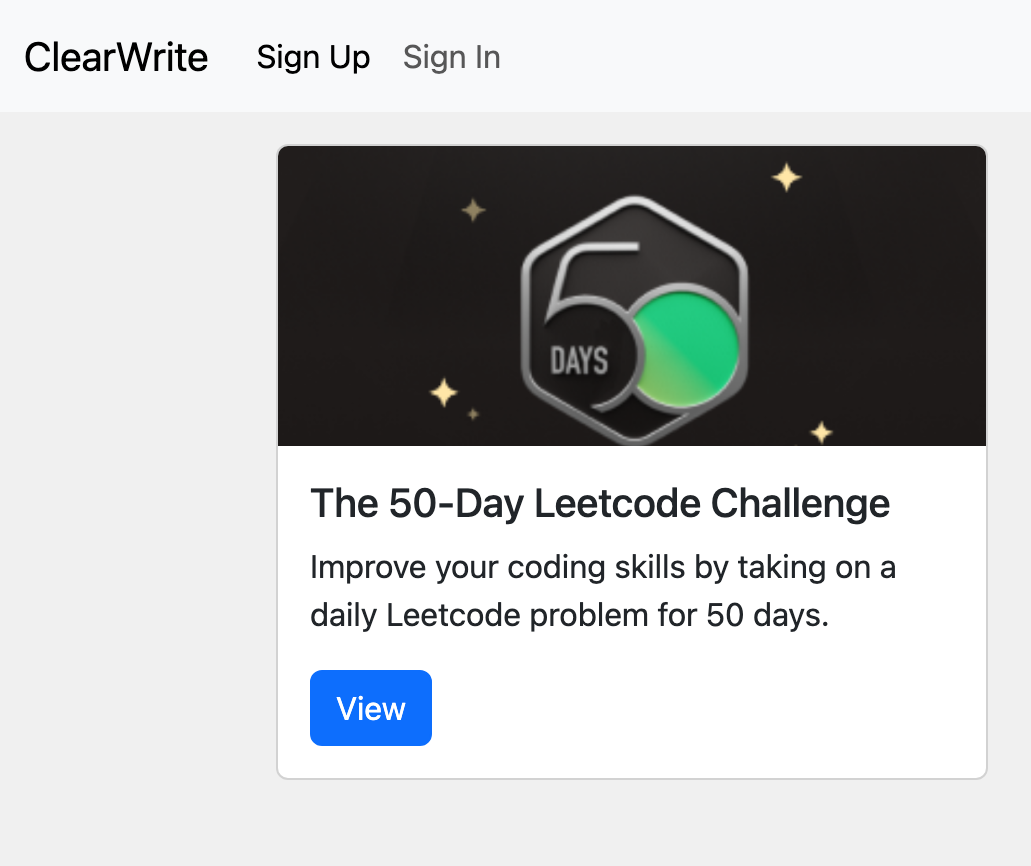 ClearWrite Sign Up Sign In
50
DAYS
The 50-Day Leetcode Challenge
Improve your coding skills by taking on a
daily Leetcode problem for 50 days.
View